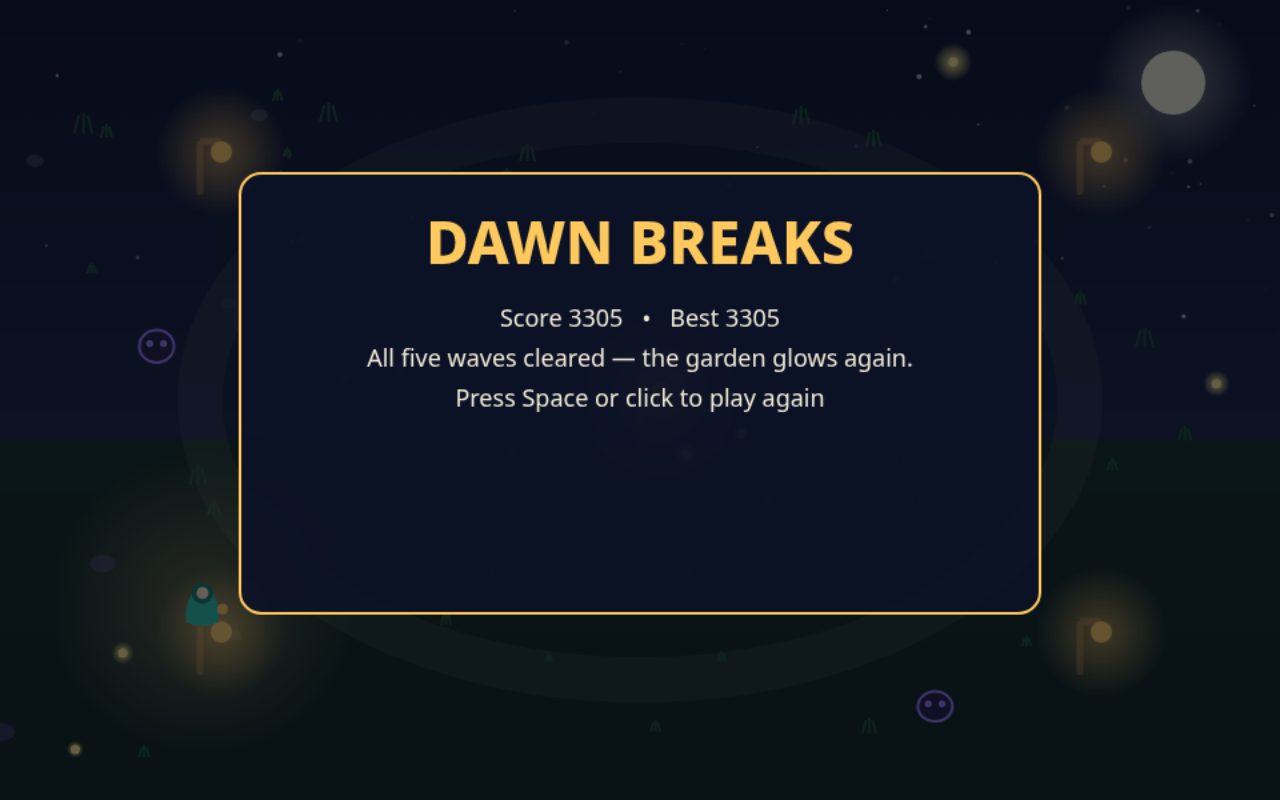 DAWN BREAKS
Score 3305 • Best 3305
All five waves cleared — the garden glows again.
Press Space or click to play again